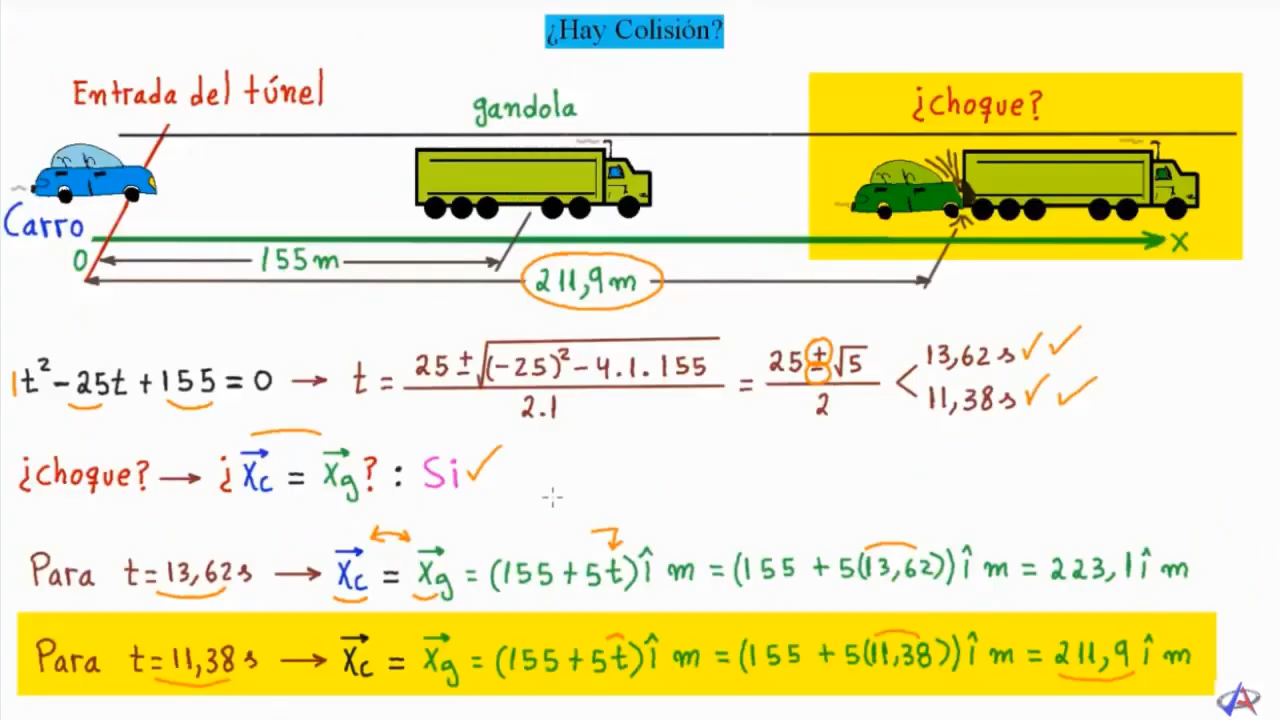 ¿Hay Colisión?
Entrada del túnel
gandola
¿choque?
Carro
0
155 m
x
211,9 m
1t² - 25t + 155 = 0 → t = (25 ± √((-25)² - 4.1.155)) / 2.1 = (25 ± √5) / 2 < 13,62 s ✓ ✓
11,38 s ✓ ✓
¿choque? → ¿x⃗c = x⃗g? : Si ✓
Para t = 13,62 s → x⃗c = x⃗g = (155 + 5t) î m = (155 + 5(13,62)) î m = 223,1 î m
Para t = 11,38 s → x⃗c = x⃗g = (155 + 5t) î m = (155 + 5(11,38)) î m = 211,9 î m